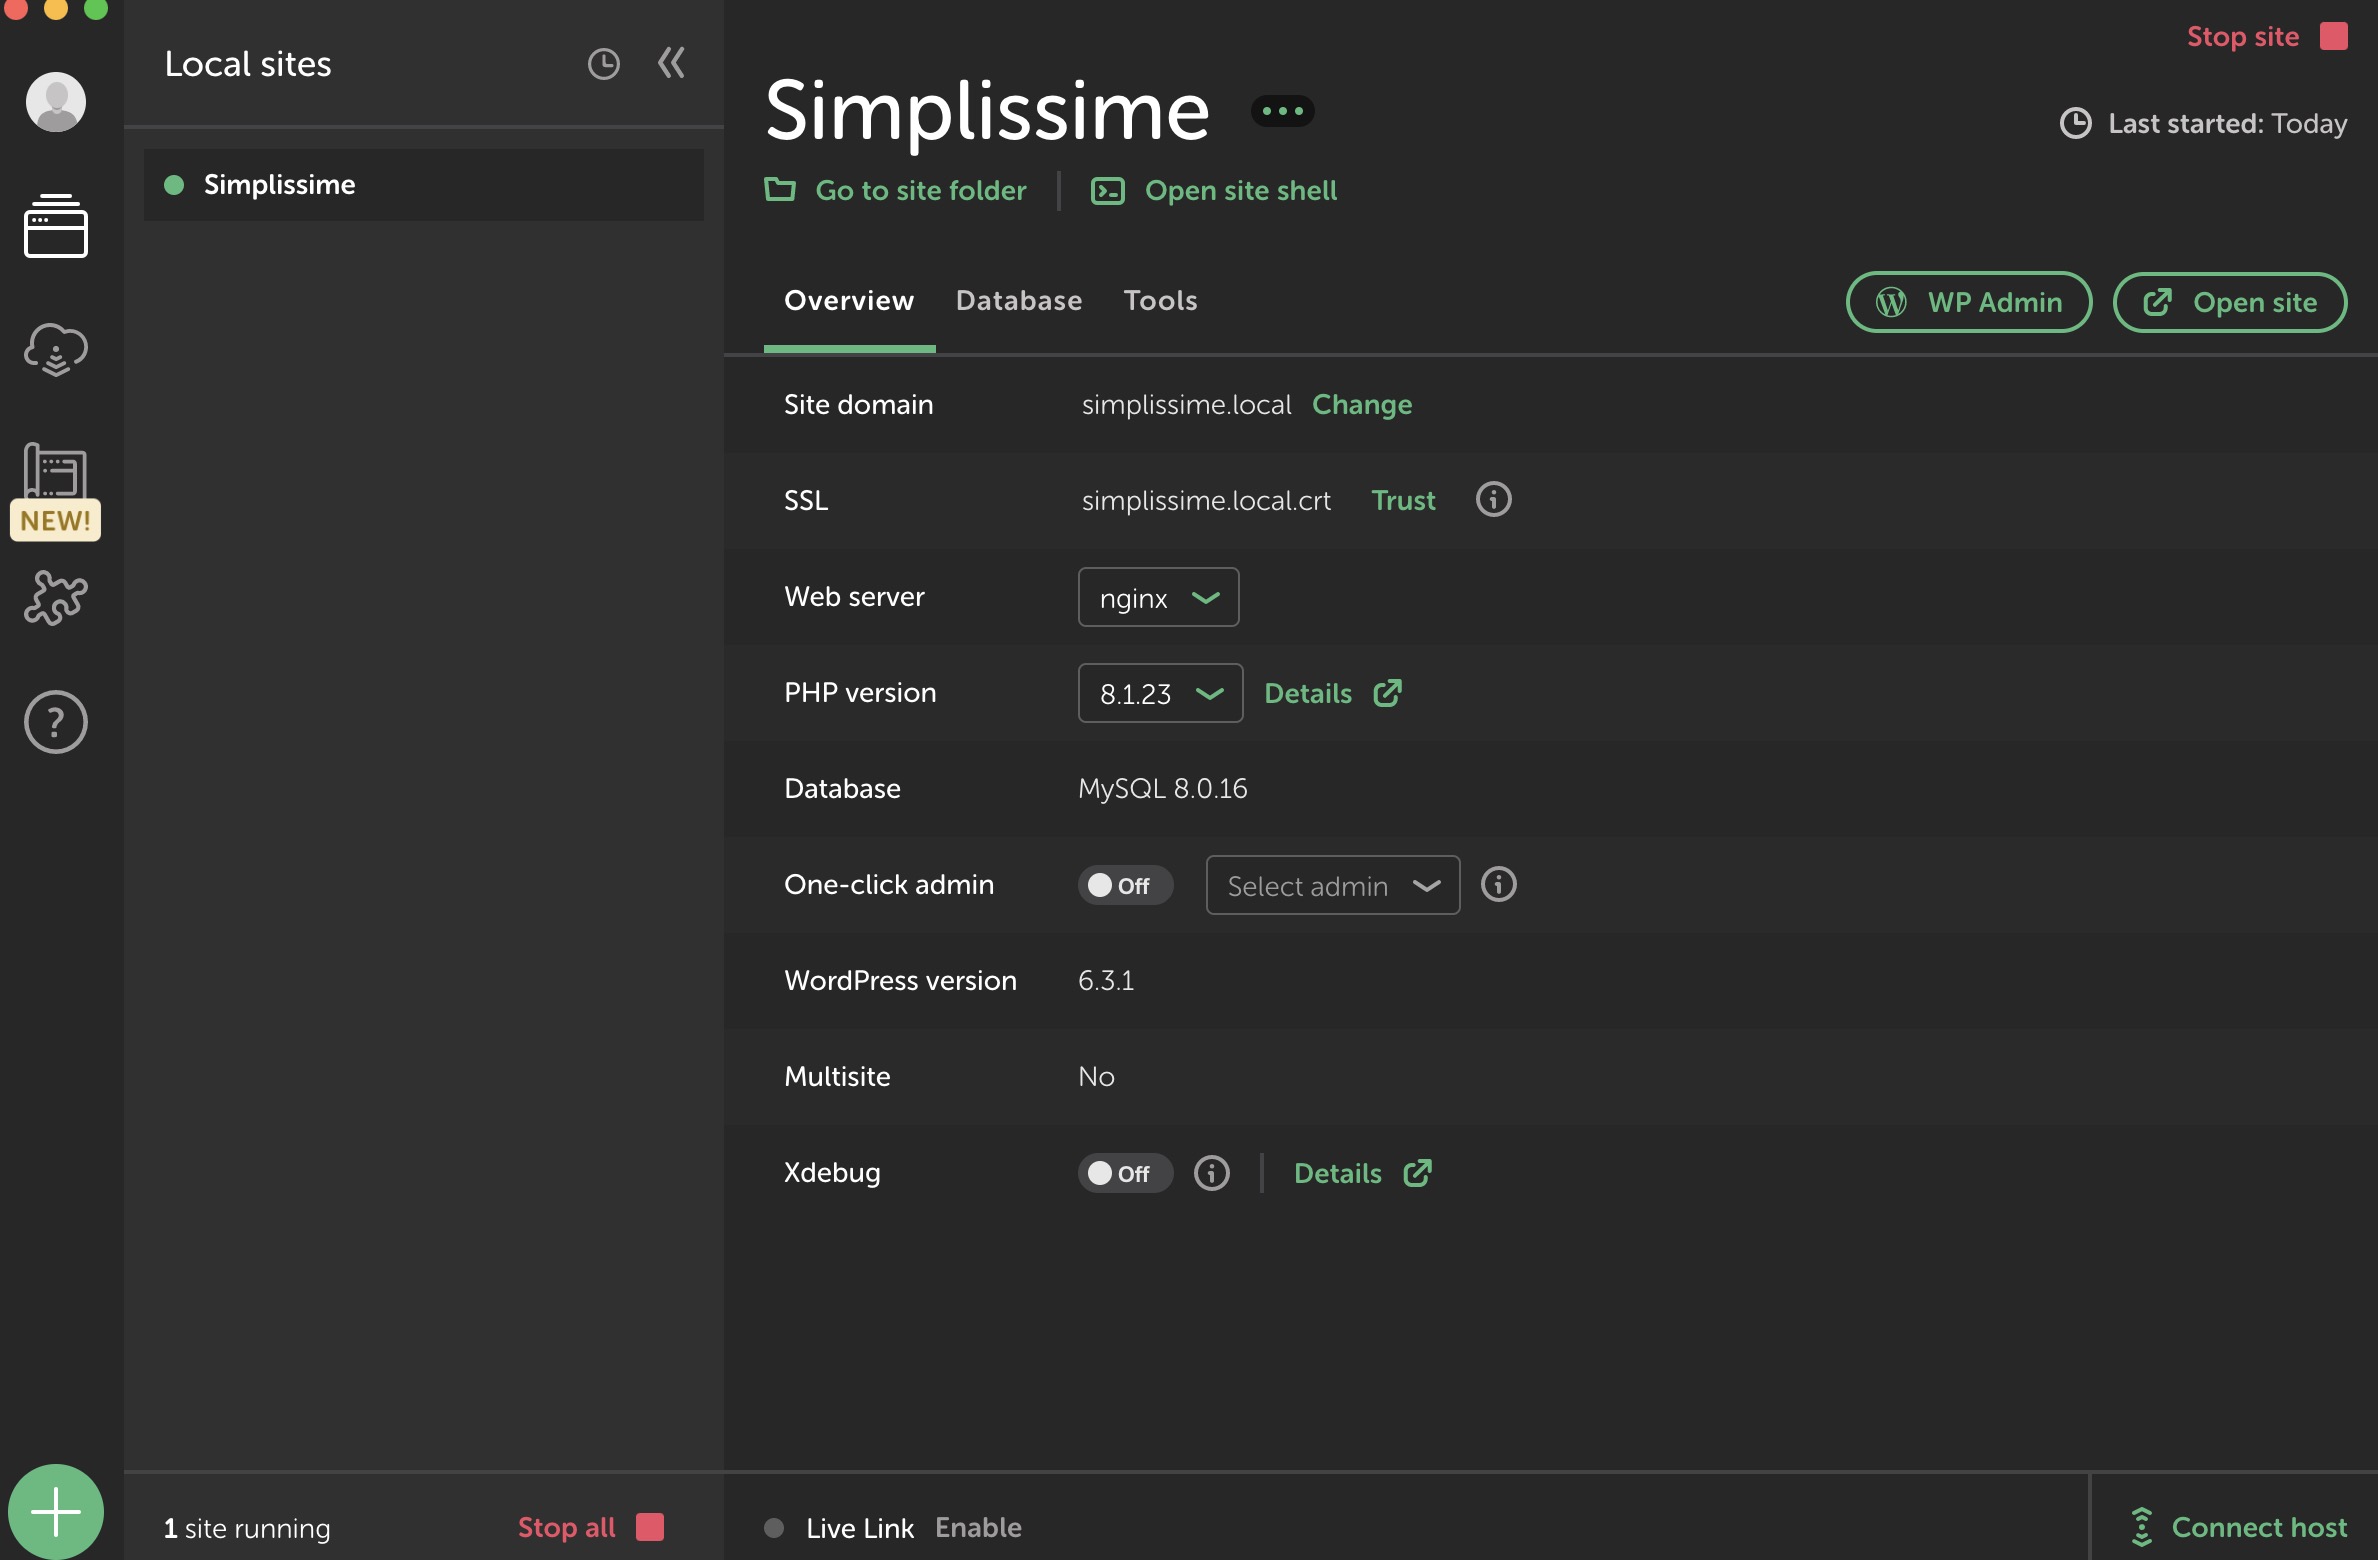 Local sites
Simplissime
NEW!
?
1 site running
Stop all
Stop site
Simplissime
Last started: Today
Go to site folder
Open site shell
Overview Database Tools
WP Admin
Open site
Site domain simplissime.local Change
SSL simplissime.local.crt Trust
Web server nginx
PHP version 8.1.23 Details
Database MySQL 8.0.16
One-click admin Off Select admin
WordPress version 6.3.1
Multisite No
Xdebug Off Details
Live Link Enable
Connect host